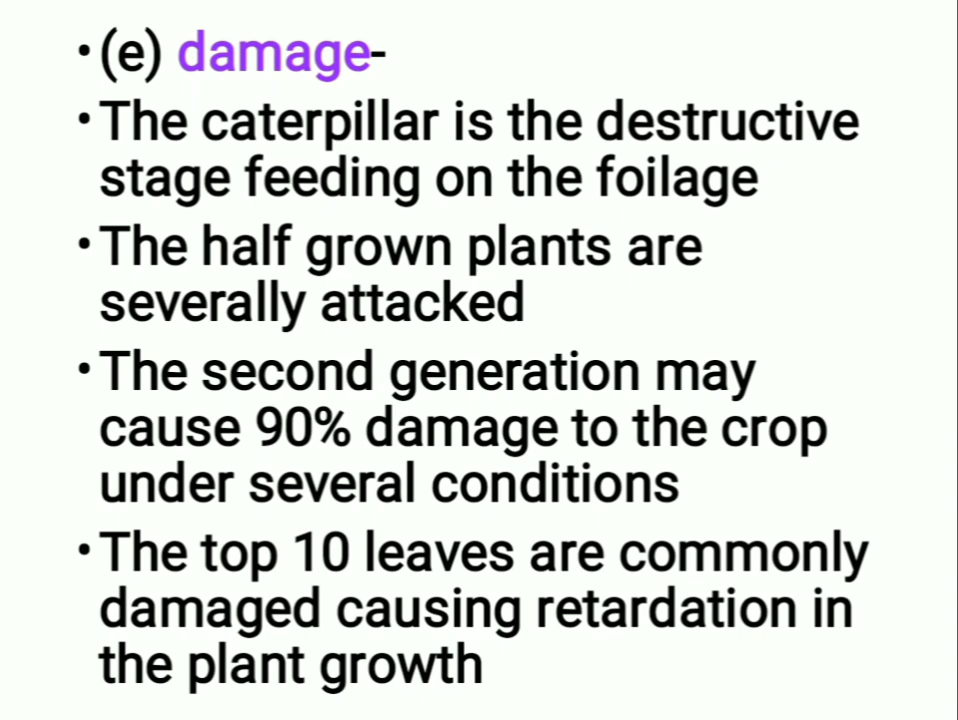 •(e) damage-
•The caterpillar is the destructive
stage feeding on the foilage
•The half grown plants are
severally attacked
•The second generation may
cause 90% damage to the crop
under several conditions
•The top 10 leaves are commonly
damaged causing retardation in
the plant growth